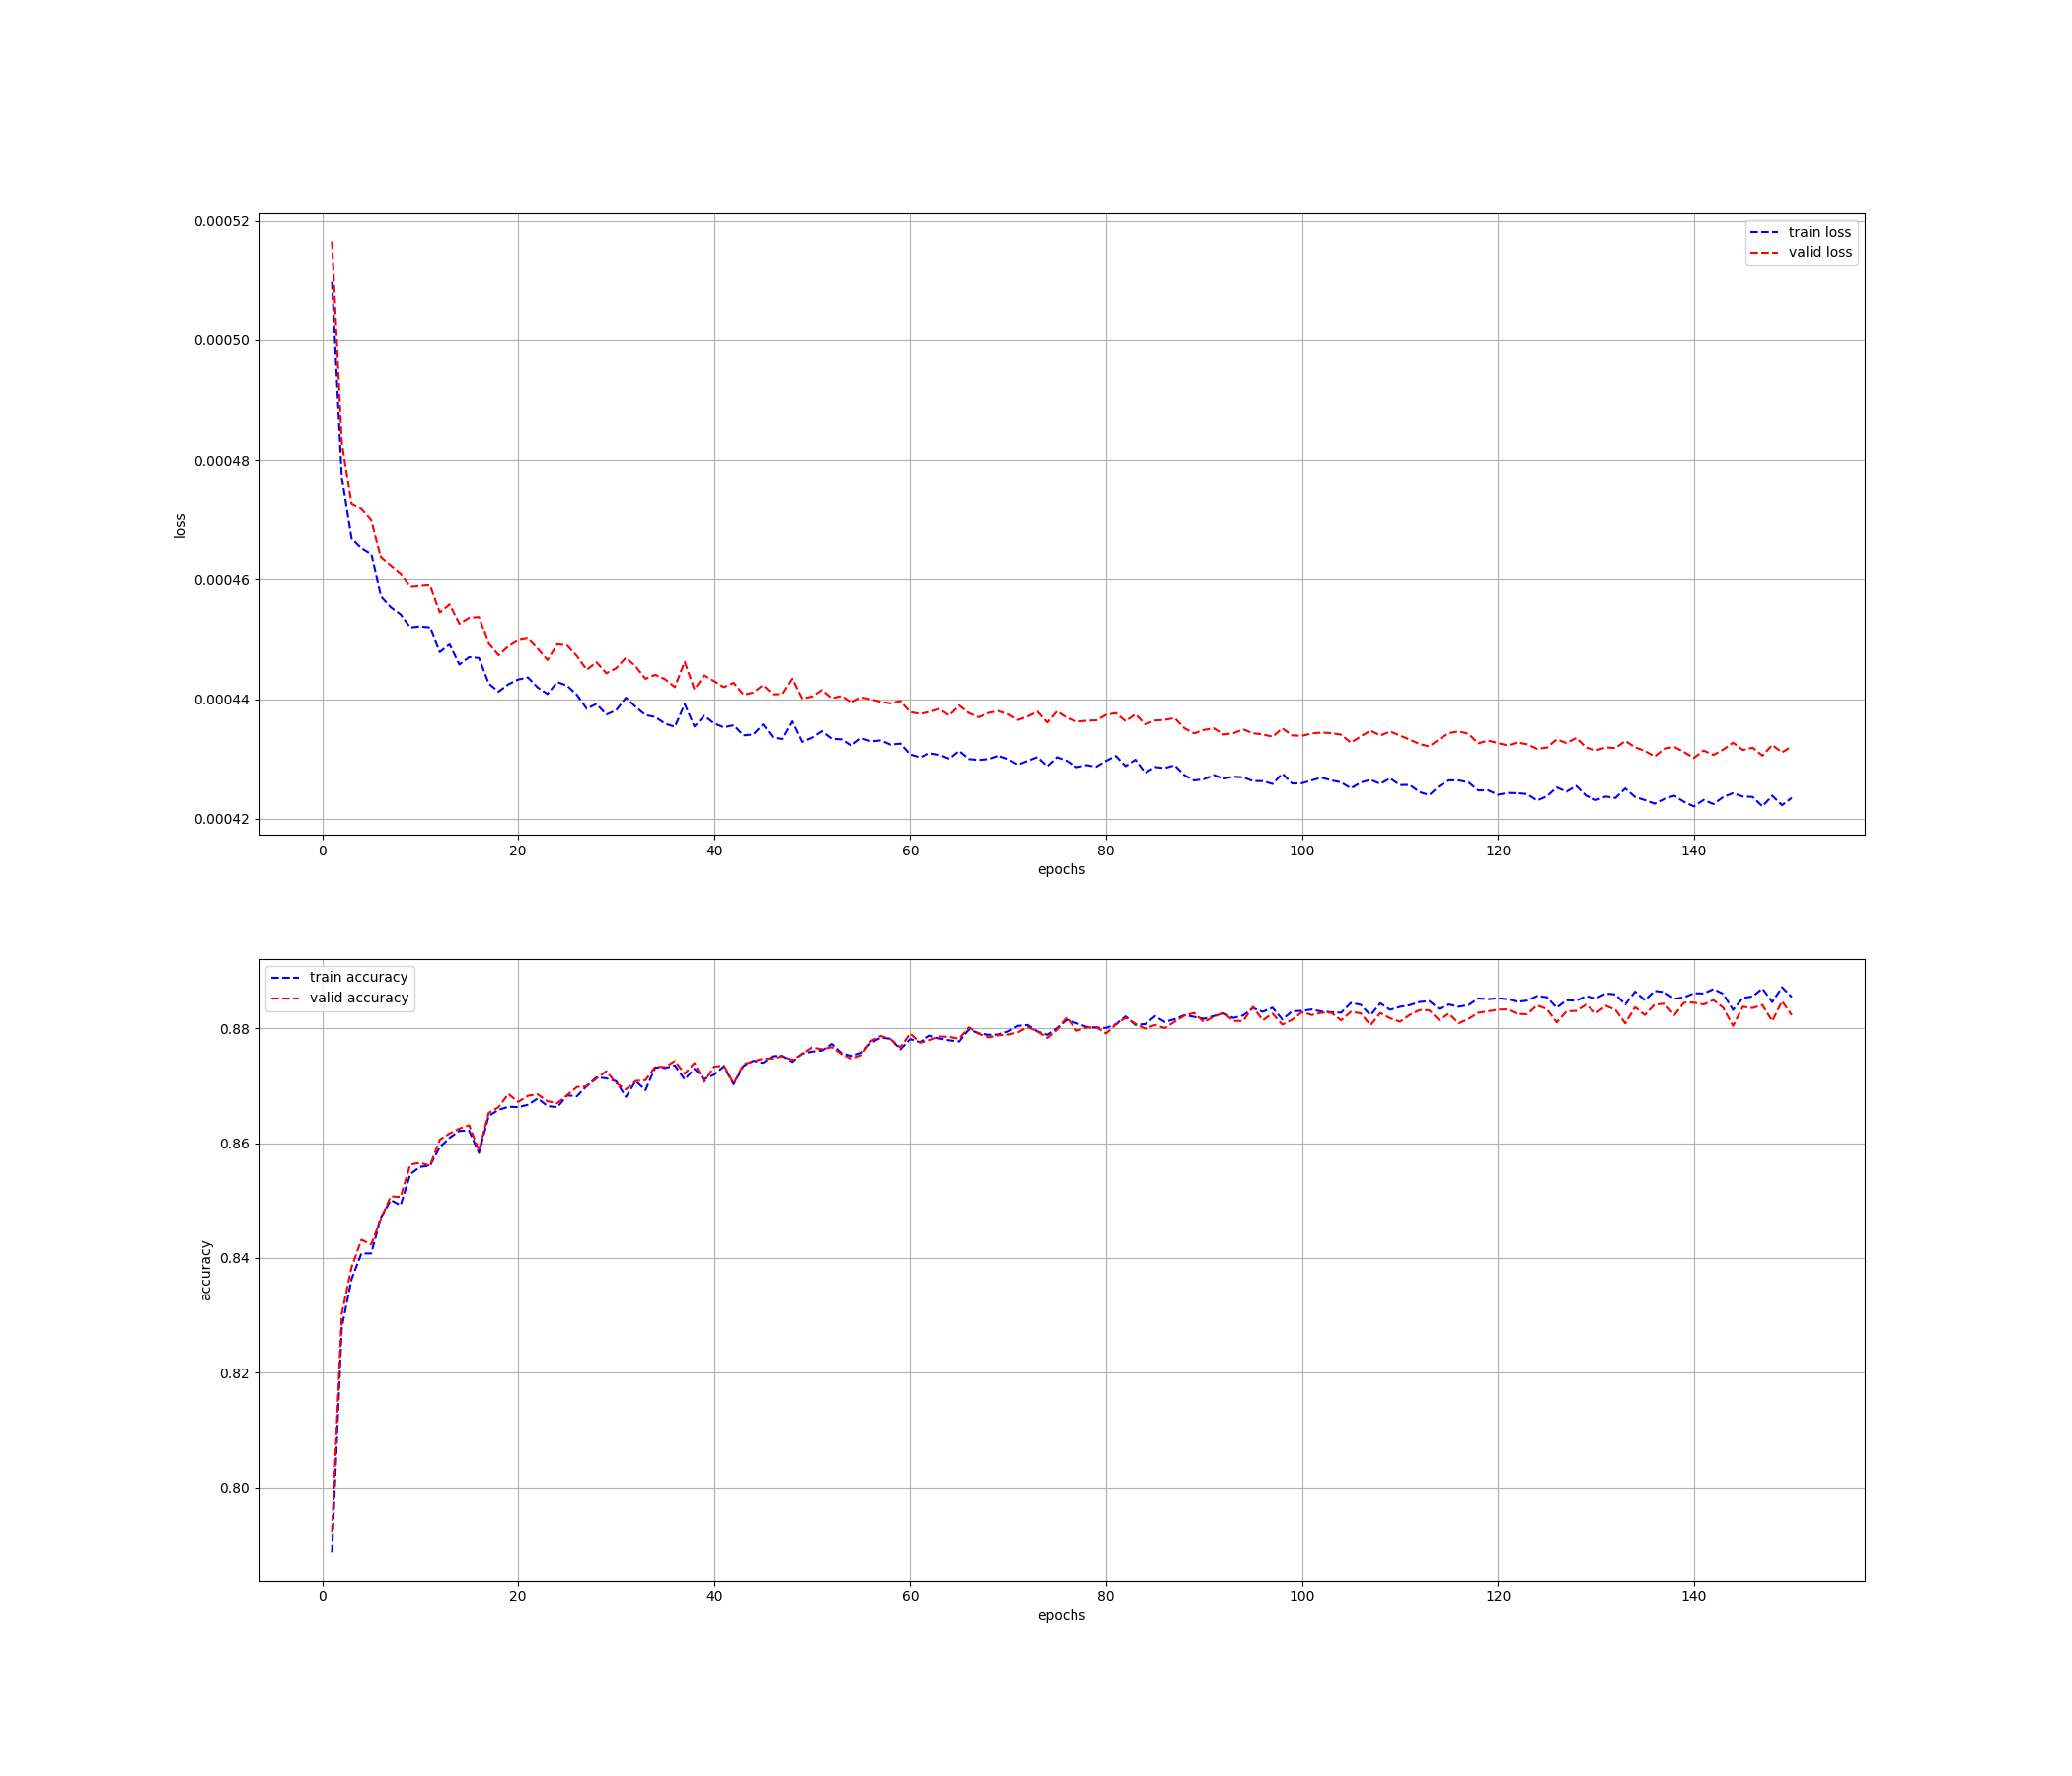 0.00052
train loss
valid loss
0.00050
0.00048
loss
0.00046
0.00044
0.00042
0 20 40 60 80 100 120 140
epochs
train accuracy
valid accuracy
0.88
0.86
0.84
accuracy
0.82
0.80
0 20 40 60 80 100 120 140
epochs